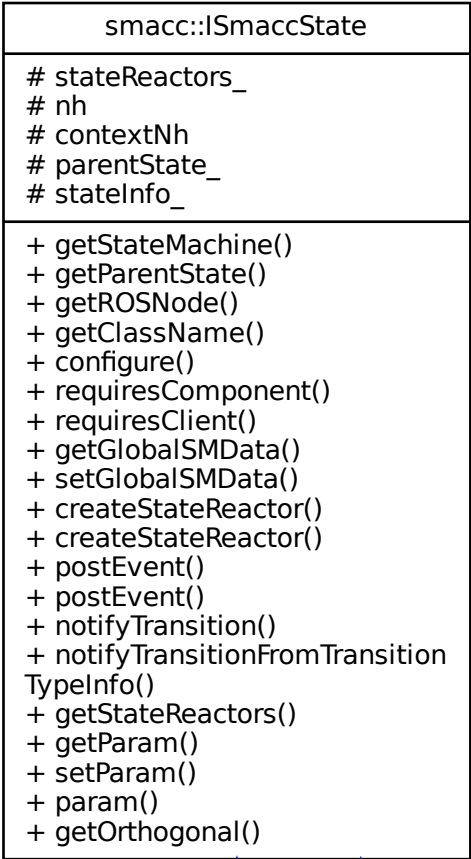 smacc::ISmaccState
# stateReactors_
# nh
# contextNh
# parentState_
# stateInfo_
+ getStateMachine()
+ getParentState()
+ getROSNode()
+ getClassName()
+ configure()
+ requiresComponent()
+ requiresClient()
+ getGlobalSMData()
+ setGlobalSMData()
+ createStateReactor()
+ createStateReactor()
+ postEvent()
+ postEvent()
+ notifyTransition()
+ notifyTransitionFromTransition
TypeInfo()
+ getStateReactors()
+ getParam()
+ setParam()
+ param()
+ getOrthogonal()